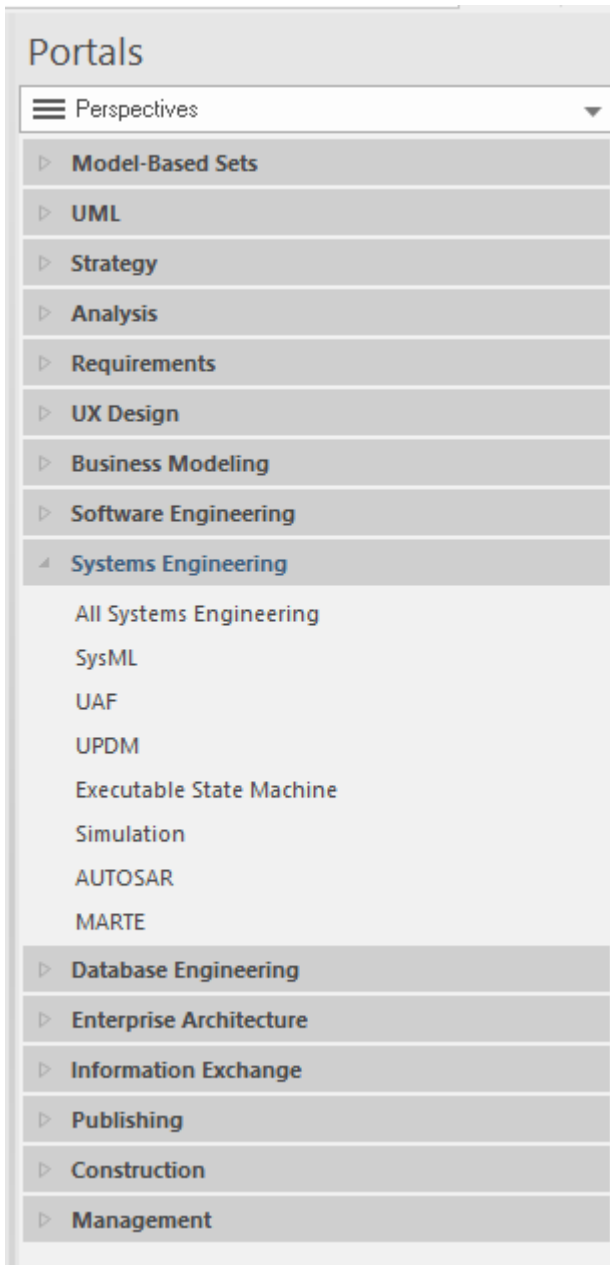 Portals
Perspectives
Model-Based Sets
UML
Strategy
Analysis
Requirements
UX Design
Business Modeling
Software Engineering
Systems Engineering
All Systems Engineering
SysML
UAF
UPDM
Executable State Machine
Simulation
AUTOSAR
MARTE
Database Engineering
Enterprise Architecture
Information Exchange
Publishing
Construction
Management